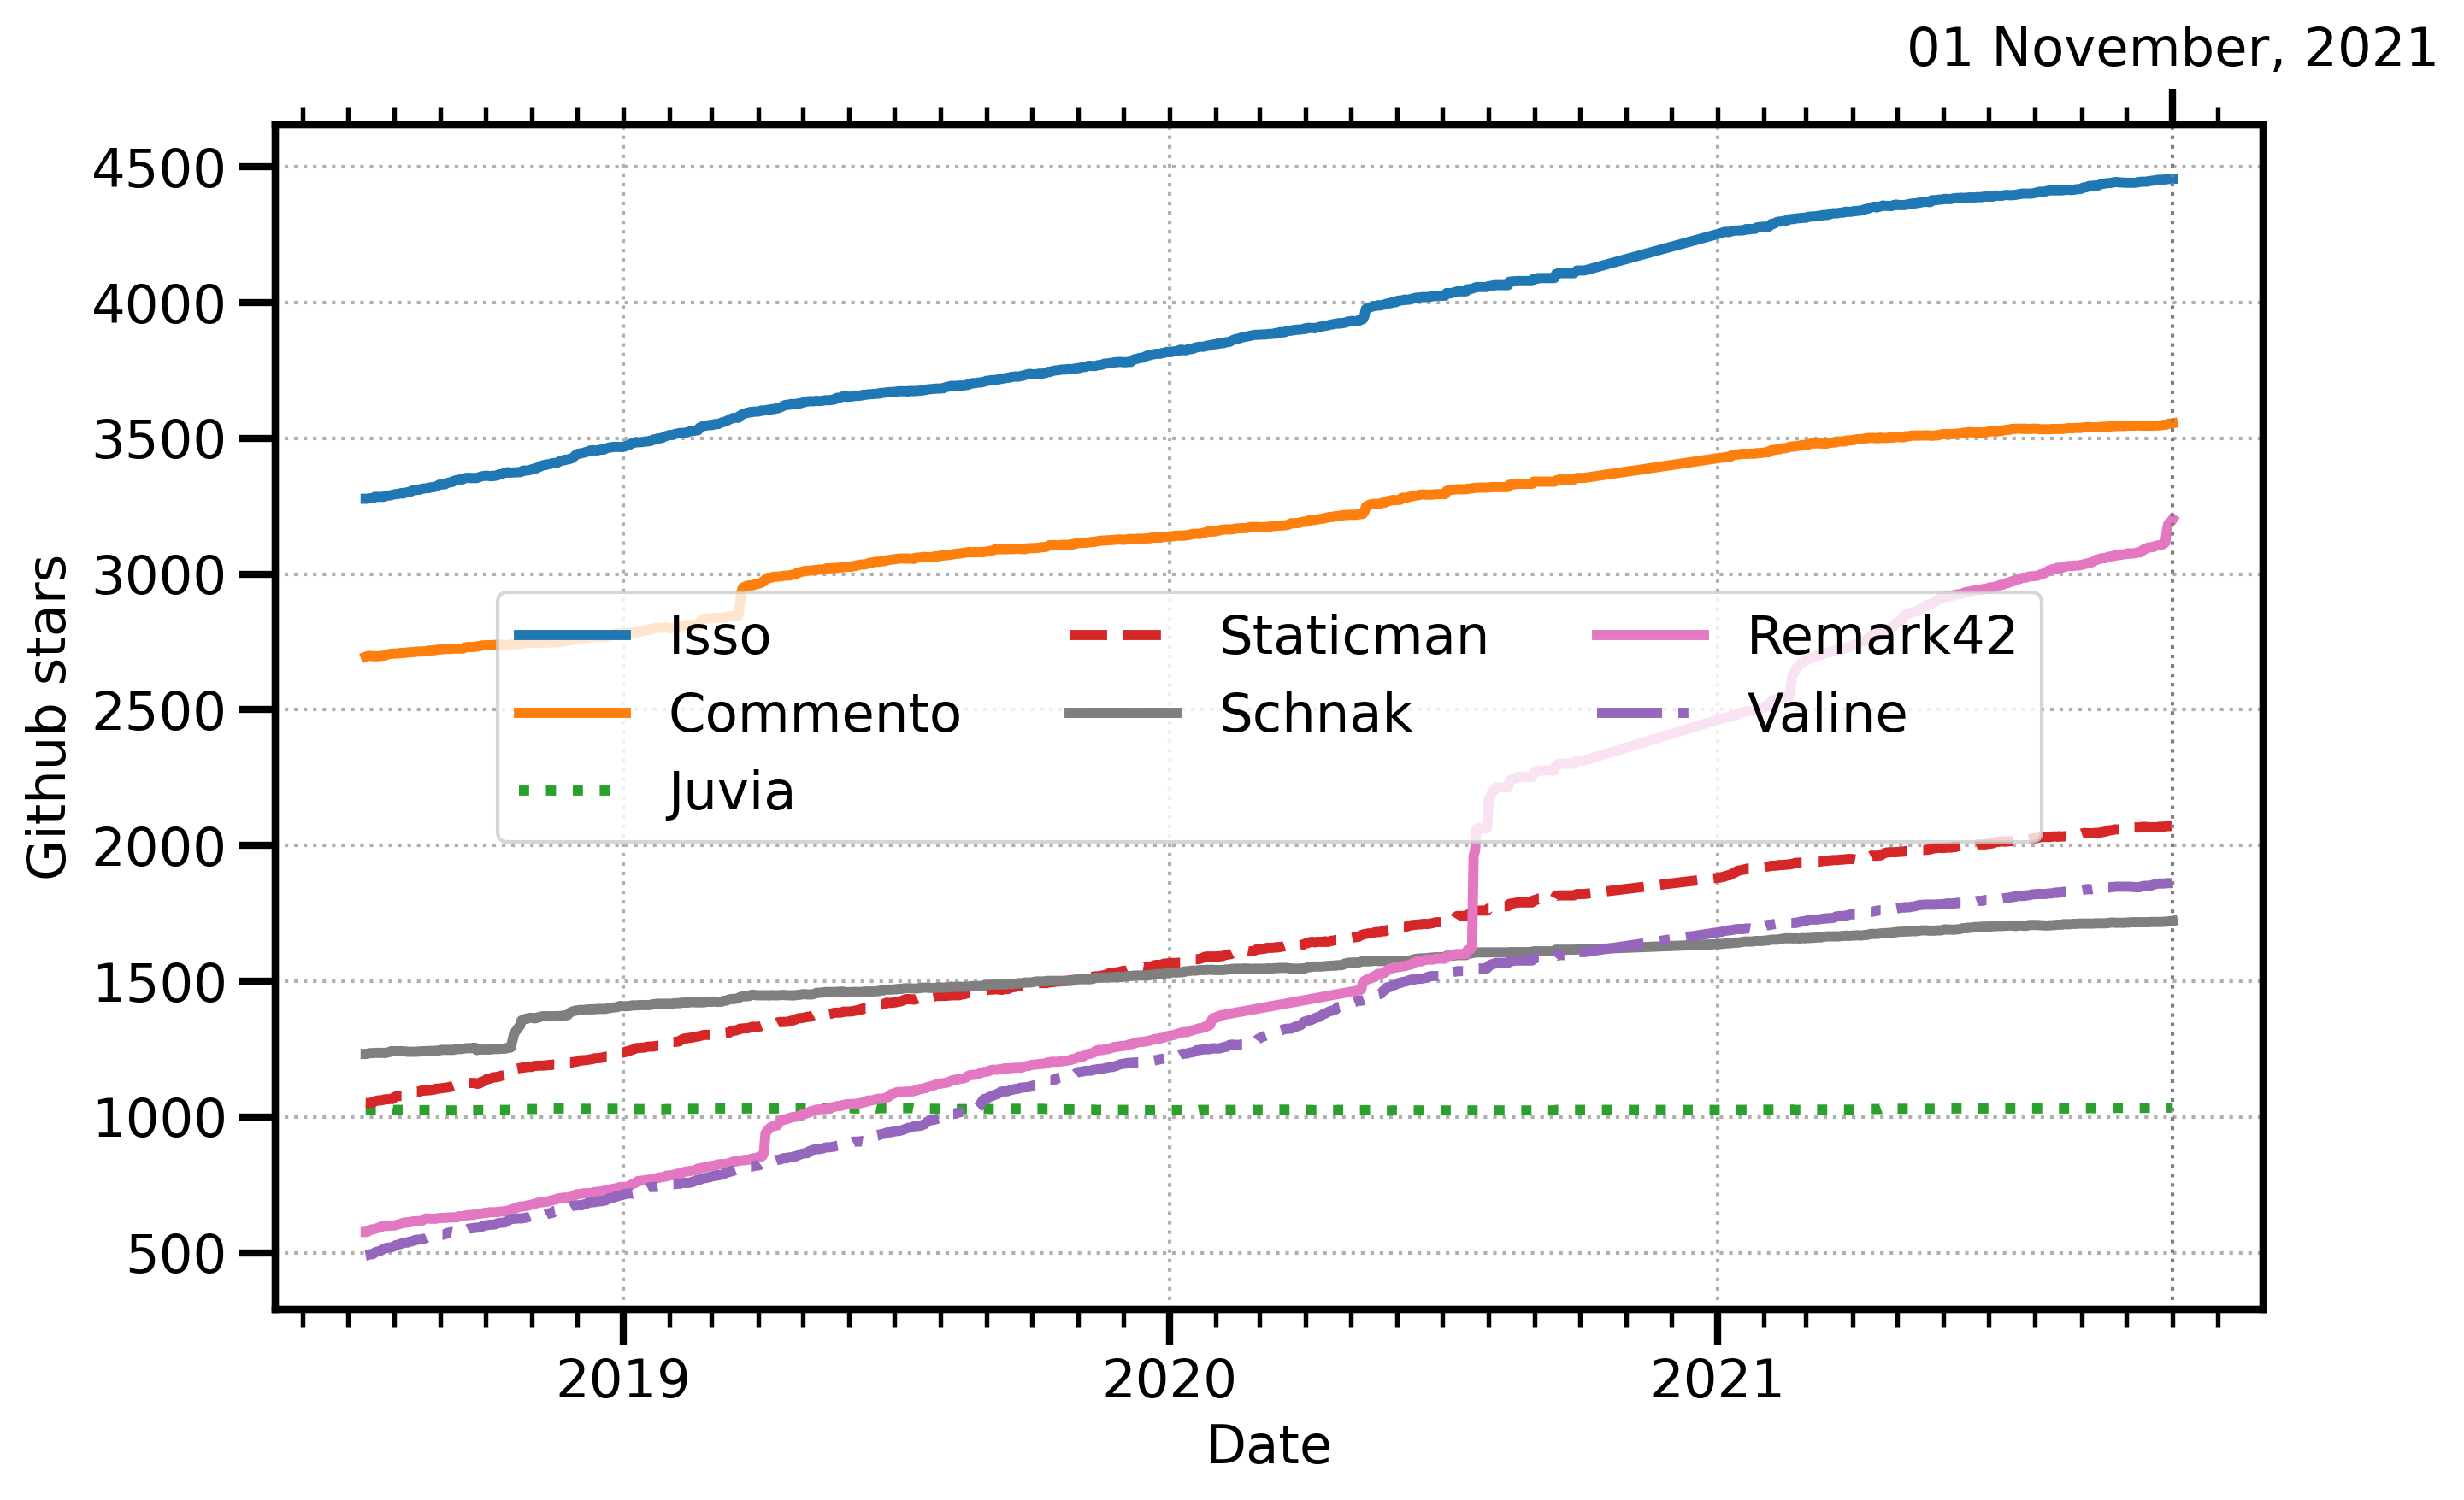 01 November, 2021
4500
4000
3500
3000
2500
2000
1500
1000
500
Github stars
Isso
Commento
Juvia
Staticman
Schnak
Remark42
Valine
2019
2020
2021
Date